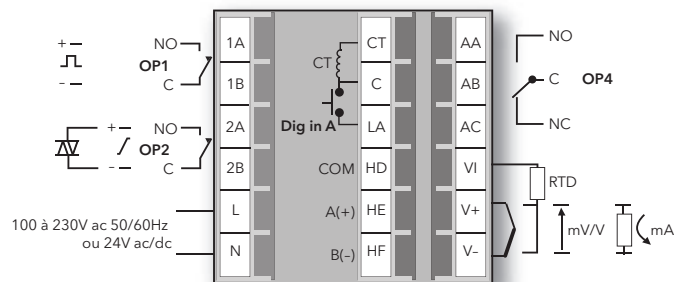 + NO 1A CT AA NO
OP1 CT
- C 1B C AB C OP4
+ NO 2A Dig in A LA AC NC
OP2
- C 2B COM HD VI
RTD
100 à 230V ac 50/60Hz L A(+) HE V+
ou 24V ac/dc mV/V mA
N B(-) HF V-